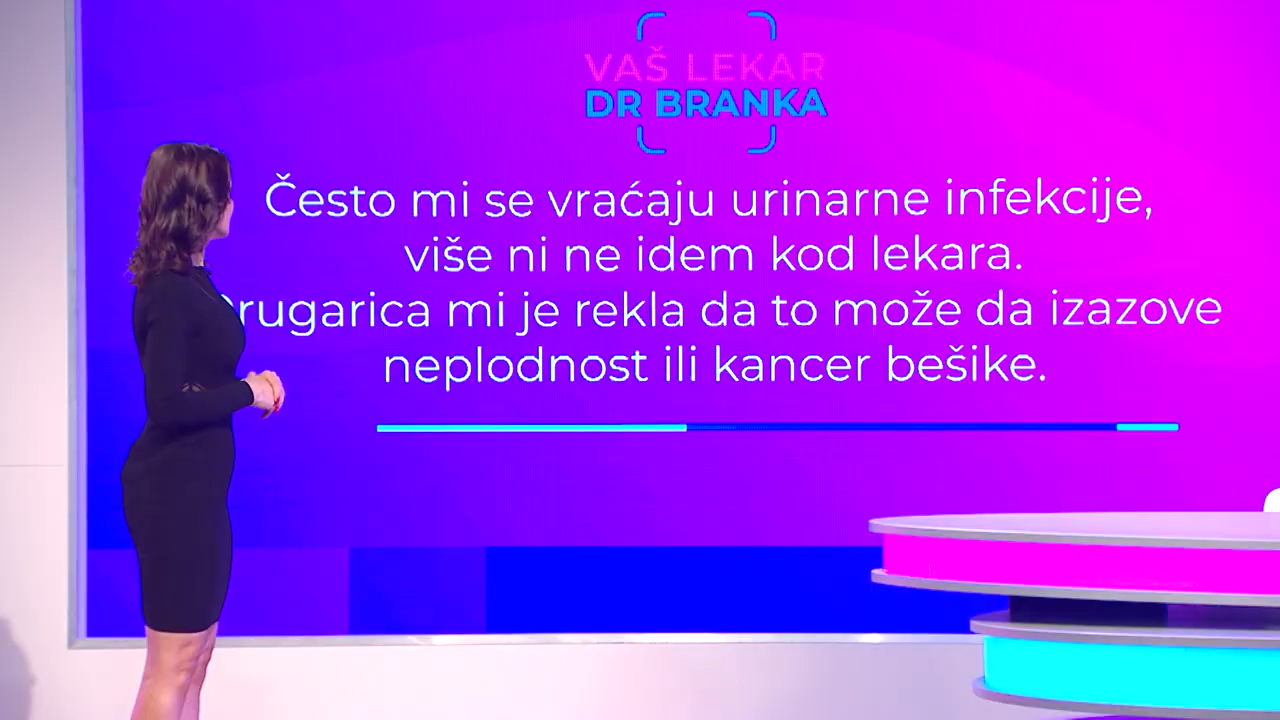 VAŠ LEKAR
DR BRANKA
Često mi se vraćaju urinarne infekcije,
više ni ne idem kod lekara.
Drugarica mi je rekla da to može da izazove
neplodnost ili kancer bešike.